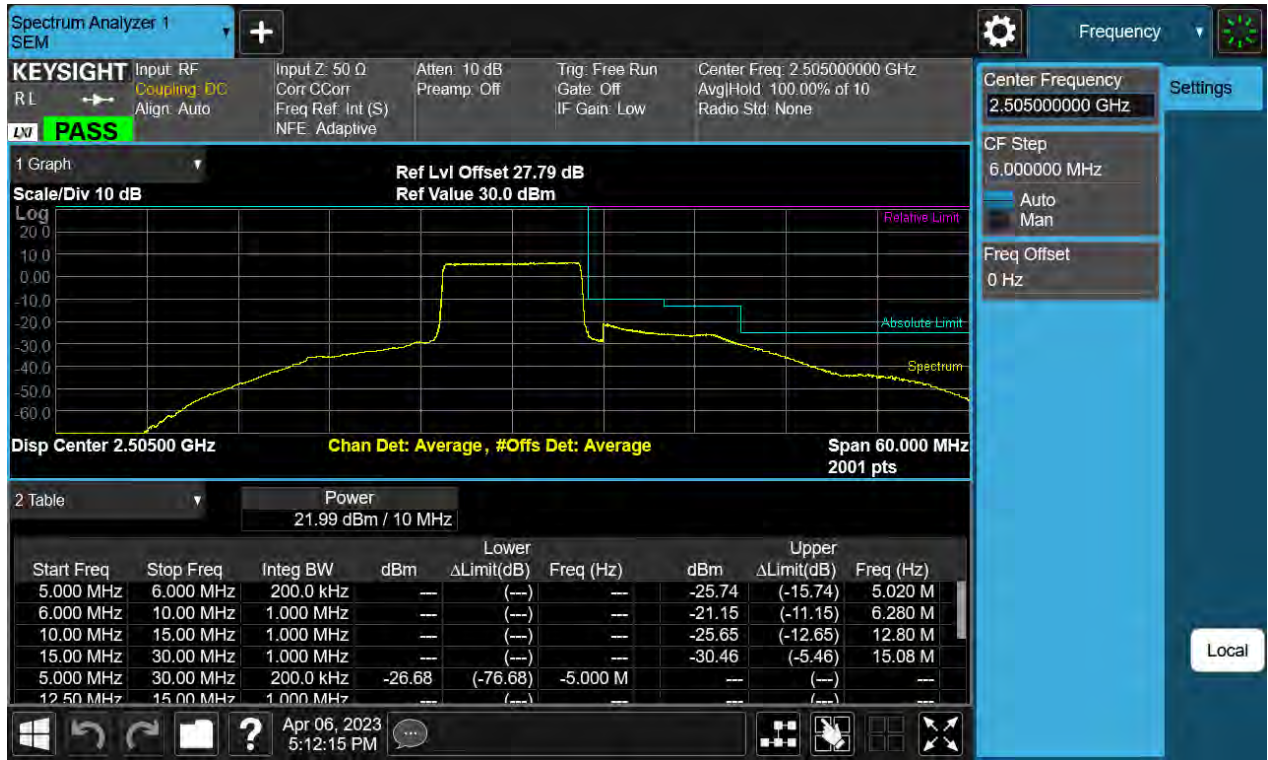 Spectrum Analyzer 1
SEM
+
Frequency
KEYSIGHT
RL
LXI
PASS
Input: RF
Coupling: DC
Align: Auto
Input Z: 50 Ω
Corr CCorr
Freq Ref: Int (S)
NFE: Adaptive
Atten: 10 dB
Preamp: Off
Trig: Free Run
Gate: Off
IF Gain: Low
Center Freq: 2.505000000 GHz
Avg|Hold: 100.00% of 10
Radio Std: None
Center Frequency
2.505000000 GHz
Settings
CF Step
6.000000 MHz
Auto
Man
Freq Offset
0 Hz
1 Graph
Scale/Div 10 dB
Ref Lvl Offset 27.79 dB
Ref Value 30.0 dBm
Log
20.0
10.0
0.00
-10.0
-20.0
-30.0
-40.0
-50.0
-60.0
Relative Limit
Absolute Limit
Spectrum
Disp Center 2.50500 GHz
Chan Det: Average , #Offs Det: Average
Span 60.000 MHz
2001 pts
2 Table
Power
21.99 dBm / 10 MHz
Lower Upper
Start Freq Stop Freq Integ BW dBm ΔLimit(dB) Freq (Hz) dBm ΔLimit(dB) Freq (Hz)
5.000 MHz 6.000 MHz 200.0 kHz --- (---) --- -25.74 (-15.74) 5.020 M
6.000 MHz 10.00 MHz 1.000 MHz --- (---) --- -21.15 (-11.15) 6.280 M
10.00 MHz 15.00 MHz 1.000 MHz --- (---) --- -25.65 (-12.65) 12.80 M
15.00 MHz 30.00 MHz 1.000 MHz --- (---) --- -30.46 (-5.46) 15.08 M
5.000 MHz 30.00 MHz 200.0 kHz -26.68 (-76.68) -5.000 M --- (---) ---
12.50 MHz 15.00 MHz 1.000 MHz --- (---) --- --- (---) ---
Local
?
Apr 06, 2023
5:12:15 PM